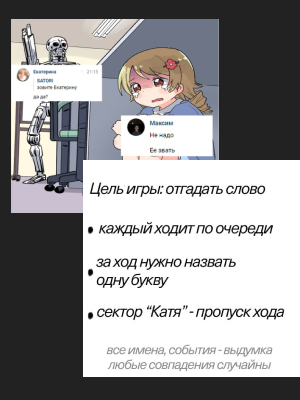 Екатерина 21:15
SATORI
зовите Екатерину
да да?
Максим
Не надо
Ее звать
Цель игры: отгадать слово
каждый ходит по очереди
за ход нужно назвать
одну букву
сектор “Катя” - пропуск хода
все имена, события - выдумка
любые совпадения случайны